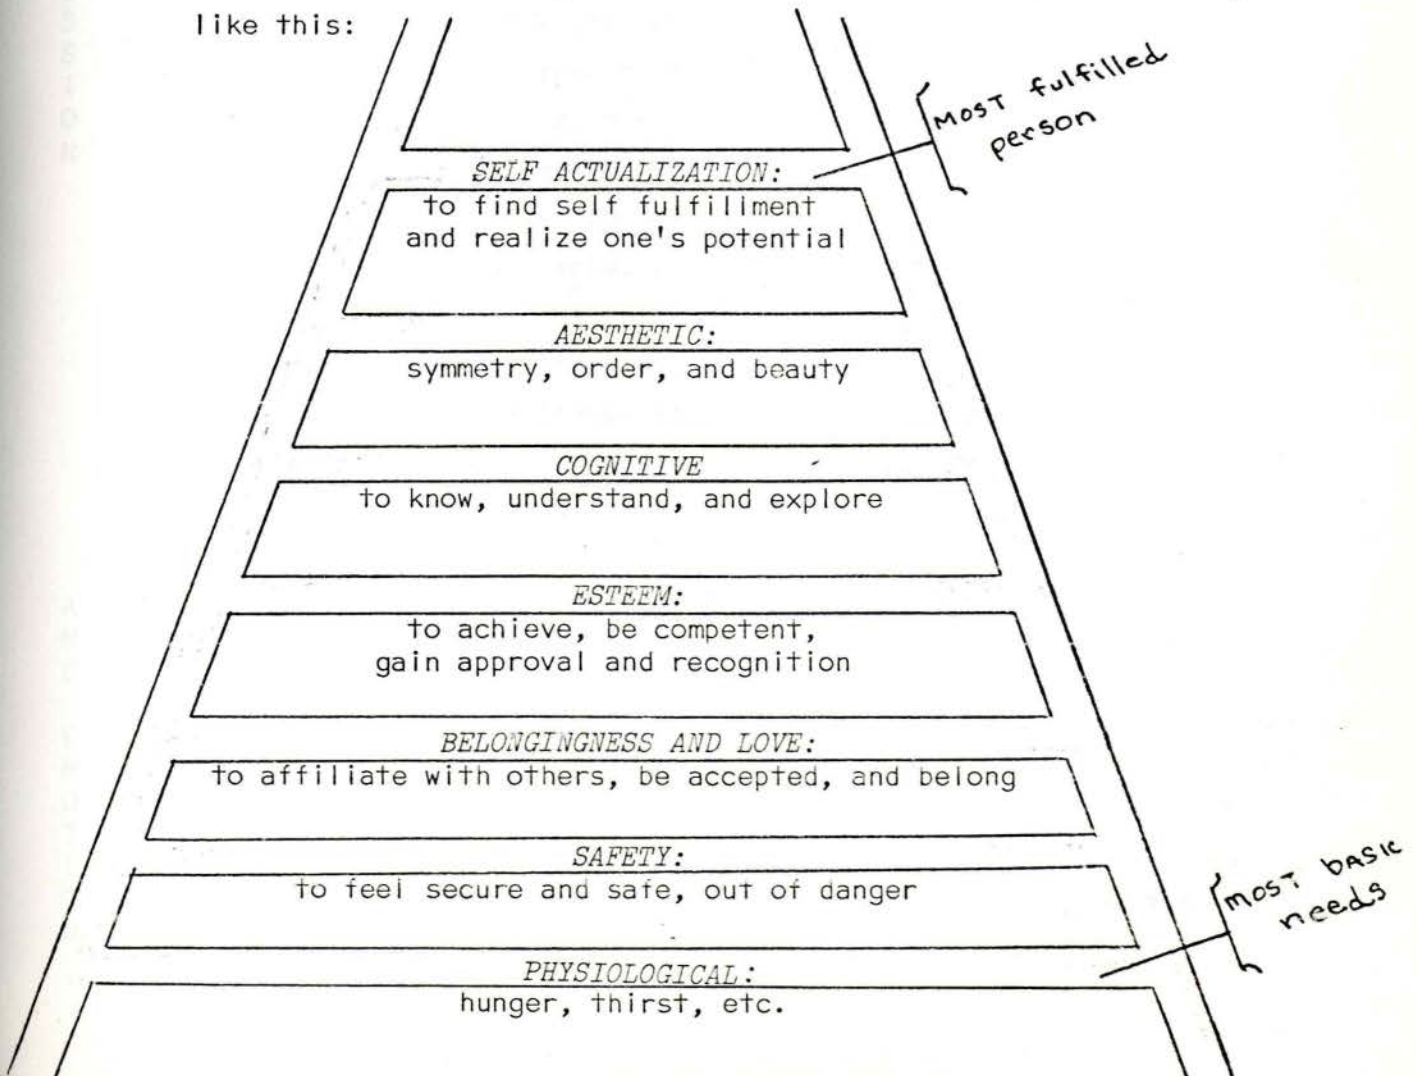 like this:
MOST fulfilled
person
SELF ACTUALIZATION:
to find self fulfillment
and realize one's potential
AESTHETIC:
symmetry, order, and beauty
COGNITIVE
to know, understand, and explore
ESTEEM:
to achieve, be competent,
gain approval and recognition
BELONGINGNESS AND LOVE:
to affiliate with others, be accepted, and belong
SAFETY:
to feel secure and safe, out of danger
most basic
needs
PHYSIOLOGICAL:
hunger, thirst, etc.